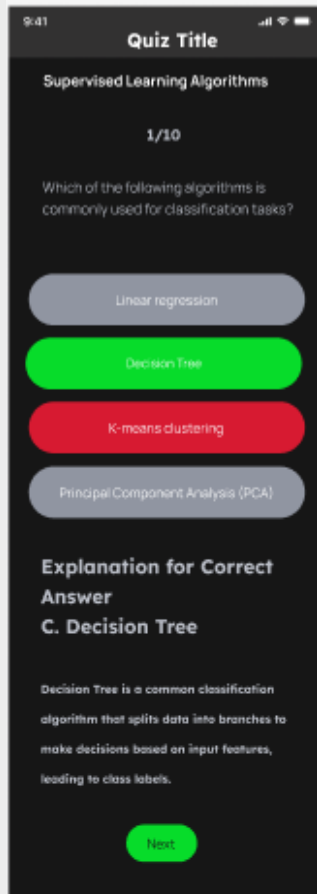 9:41
Quiz Title
Supervised Learning Algorithms
1/10
Which of the following algorithms is
commonly used for classification tasks?
Linear regression
Decision Tree
K-means clustering
Principal Component Analysis (PCA)
Explanation for Correct
Answer
C. Decision Tree
Decision Tree is a common classification
algorithm that splits data into branches to
make decisions based on input features,
leading to class labels.
Next